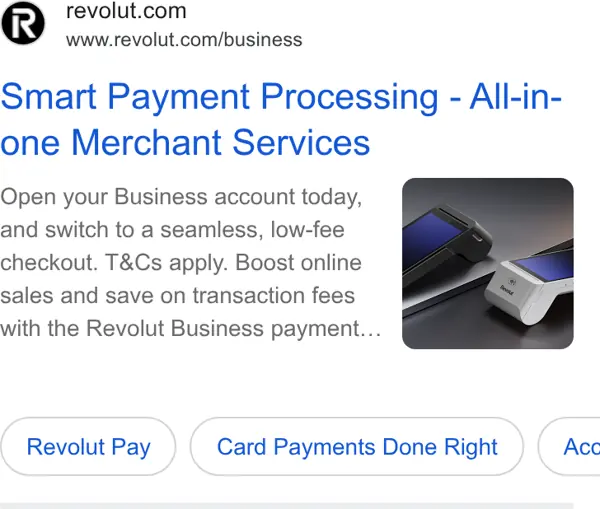 revolut.com
www.revolut.com/business
Smart Payment Processing - All-in-
one Merchant Services
Open your Business account today,
and switch to a seamless, low-fee
checkout. T&Cs apply. Boost online
sales and save on transaction fees
with the Revolut Business payment…
Revolut
Revolut Pay
Card Payments Done Right
Acc